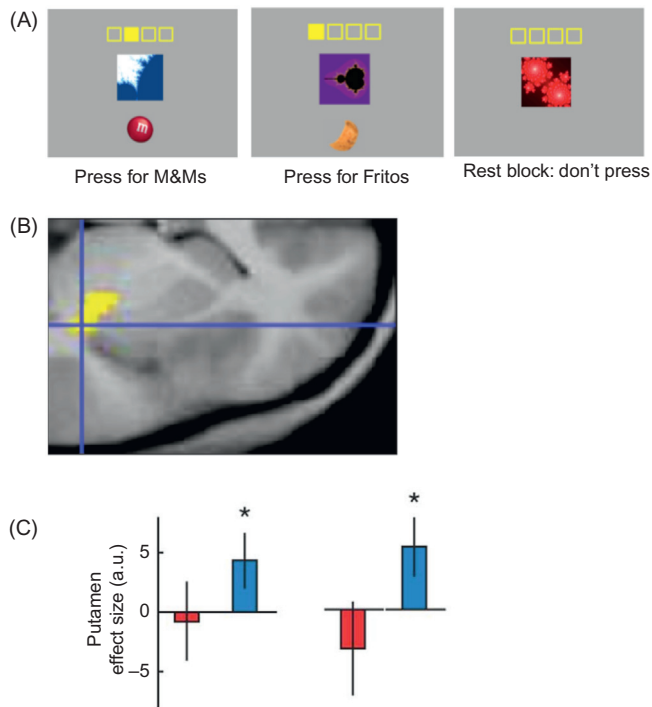 (A)
m
Press for M&Ms
Press for Fritos
Rest block: don’t press
(B)
(C)
Putamen
effect size (a.u.)
5
0
–5
*
*